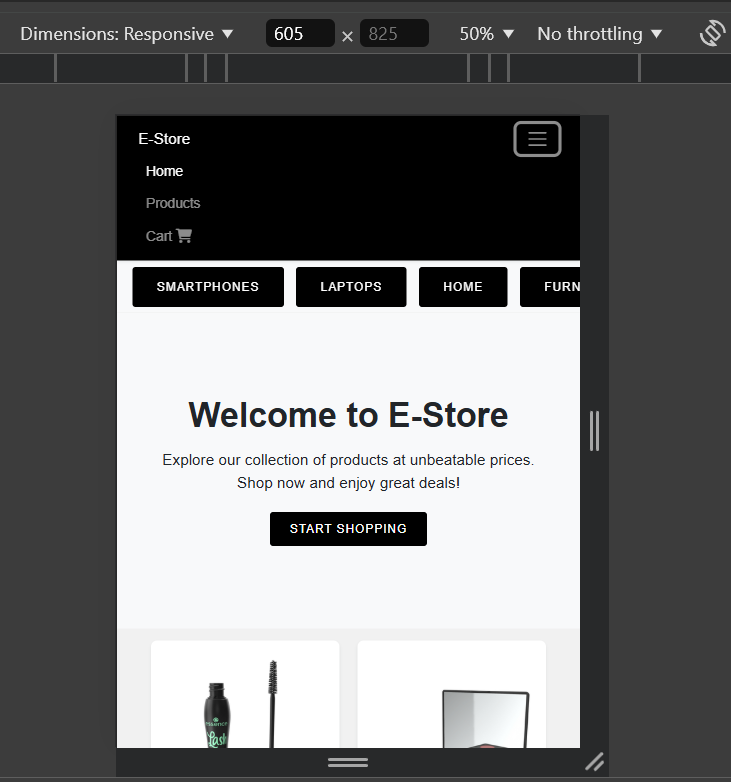 Dimensions: Responsive ▼ 605 × 825 50% ▼ No throttling ▼
E-Store
Home
Products
Cart
SMARTPHONES LAPTOPS HOME FURN
Welcome to E-Store
Explore our collection of products at unbeatable prices.
Shop now and enjoy great deals!
START SHOPPING
essence
Lash